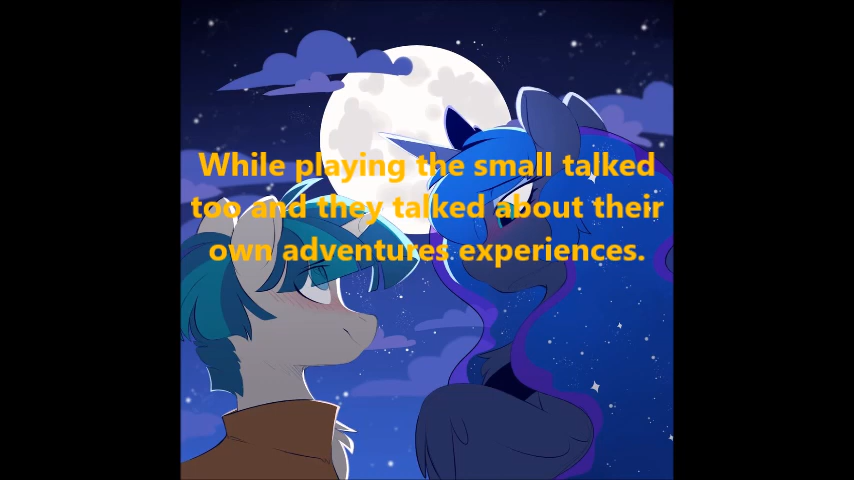 While playing the small talked
too and they talked about their
own adventures experiences.